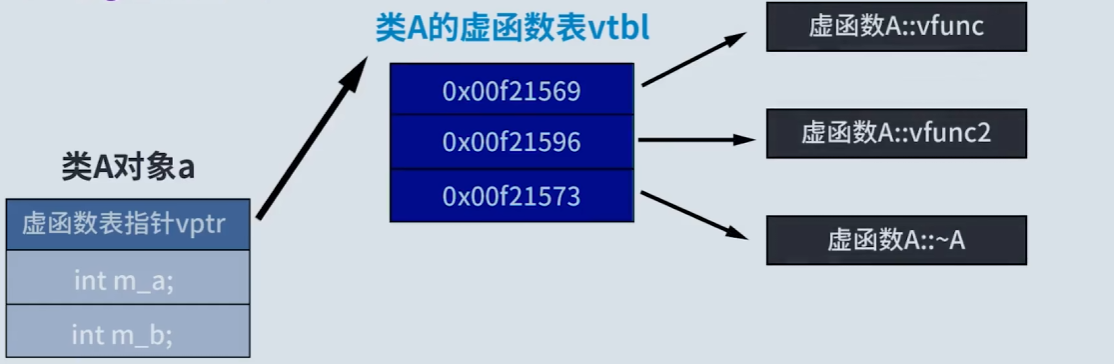 类A的虚函数表vtbl
虚函数A::vfunc
0x00f21569
0x00f21596
虚函数A::vfunc2
类A对象a
0x00f21573
虚函数表指针vptr
虚函数A::~A
int m_a;
int m_b;